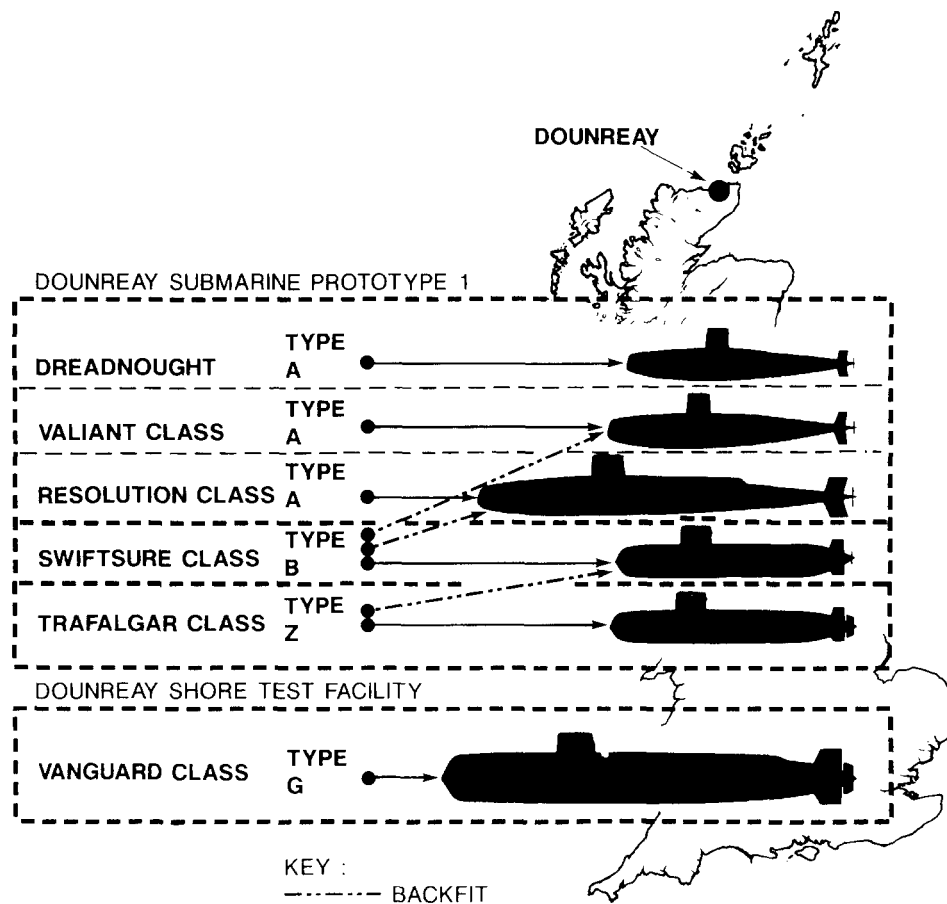 DOUNREAY
DOUNREAY SUBMARINE PROTOTYPE 1
DREADNOUGHT TYPE A
VALIANT CLASS TYPE A
RESOLUTION CLASS TYPE A
SWIFTSURE CLASS TYPE B
TRAFALGAR CLASS TYPE Z
DOUNREAY SHORE TEST FACILITY
VANGUARD CLASS TYPE G
KEY :
BACKFIT